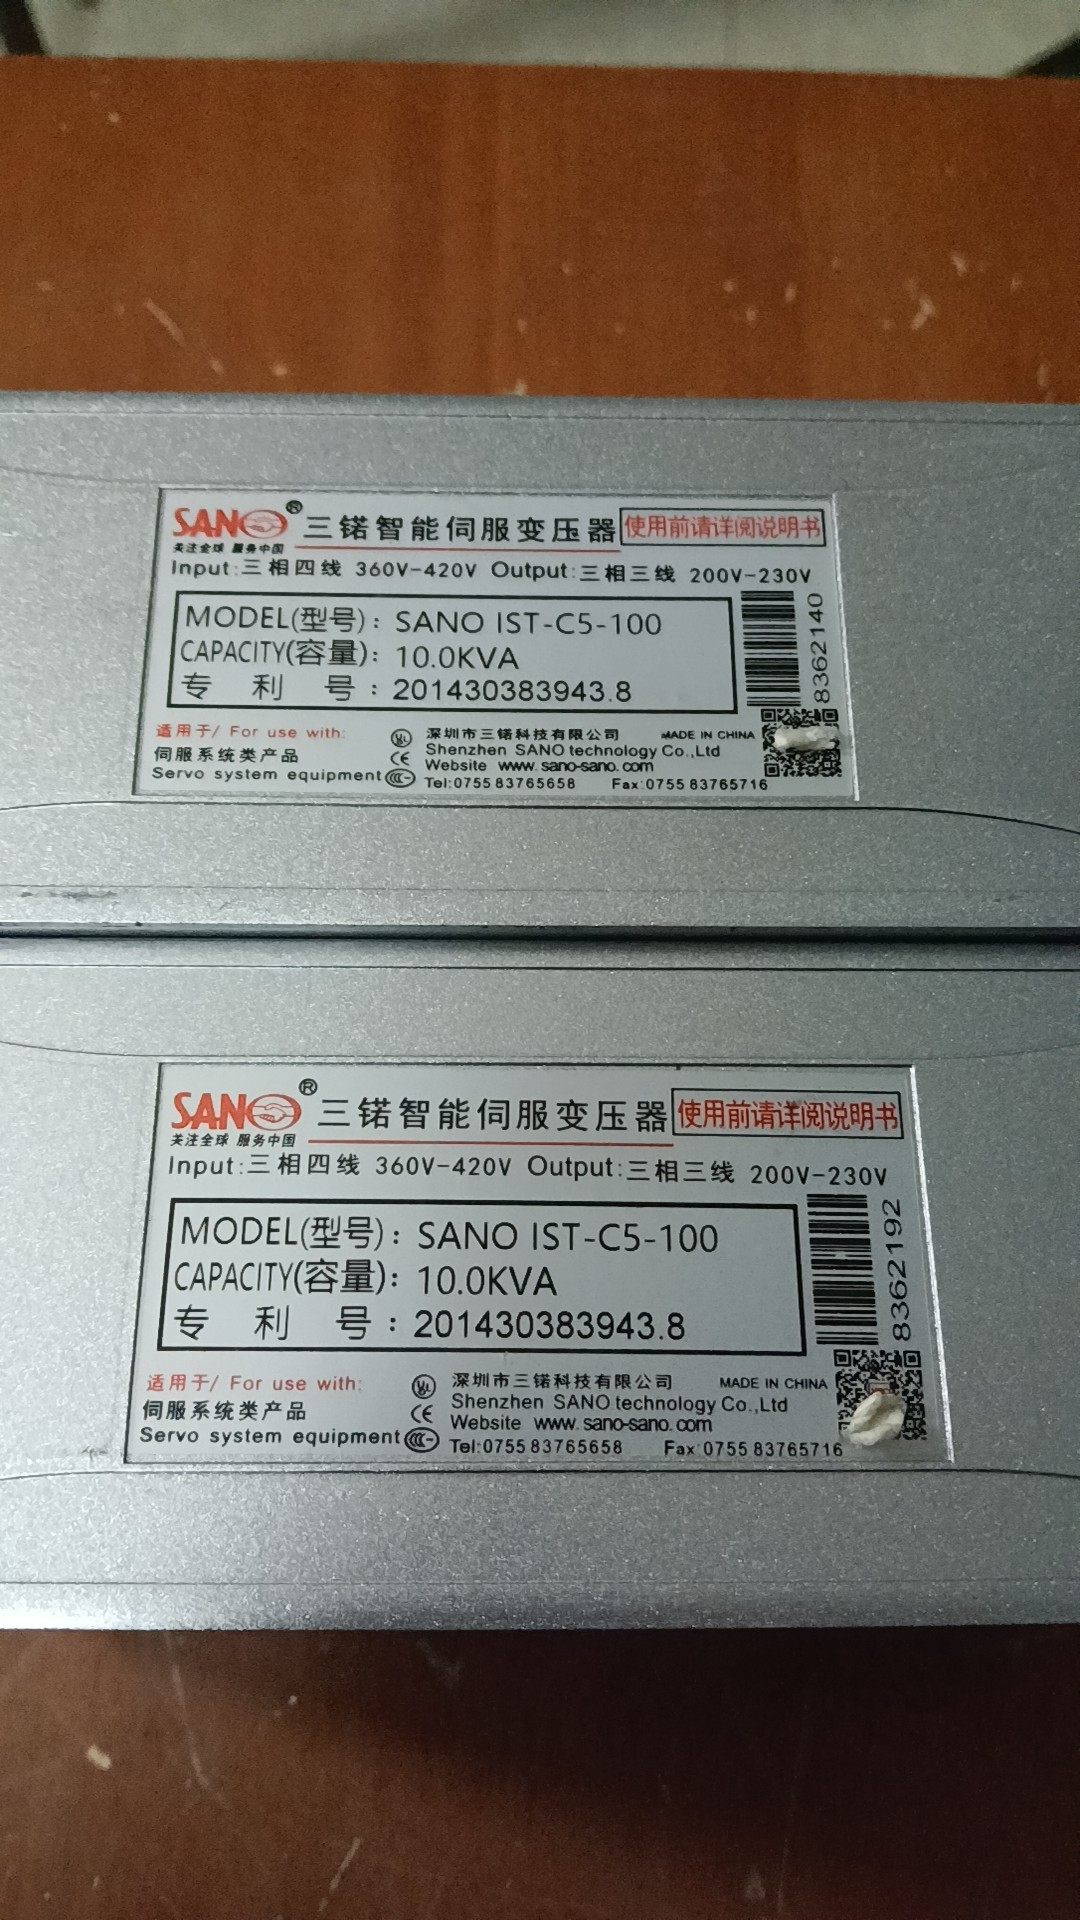 SANO® 三锘智能伺服变压器 使用前请详阅说明书
关注全球 服务中国
Input:三相四线 360V-420V Output:三相三线 200V-230V
MODEL(型号): SANO IST-C5-100
CAPACITY(容量): 10.0KVA
专 利 号:201430383943.8
8362140
适用于/ For use with:
伺服系统类产品
Servo system equipment
深圳市三锘科技有限公司 MADE IN CHINA
Shenzhen SANO technology Co.,Ltd
Website www.sano-sano.com
Tel:0755 83765658 Fax:0755 83765716
SANO® 三锘智能伺服变压器 使用前请详阅说明书
关注全球 服务中国
Input:三相四线 360V-420V Output:三相三线 200V-230V
MODEL(型号): SANO IST-C5-100
CAPACITY(容量): 10.0KVA
专 利 号:201430383943.8
8362192
适用于/ For use with:
伺服系统类产品
Servo system equipment
深圳市三锘科技有限公司 MADE IN CHINA
Shenzhen SANO technology Co.,Ltd
Website www.sano-sano.com
Tel:0755 83765658 Fax:0755 83765716